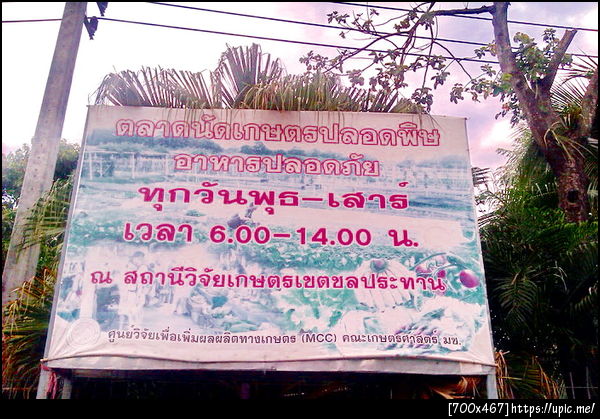 ตลาดนัดเกษตรปลอดพิษ
อาหารปลอดภัย
ทุกวันพุธ-เสาร์
เวลา 6.00-14.00 น.
ณ สถานีวิจัยเกษตรเขตชลประทาน
ศูนย์วิจัยเพื่อเพิ่มผลผลิตทางเกษตร (MCC) คณะเกษตรศาสตร์ มช.
[700x467] https://upic.me/